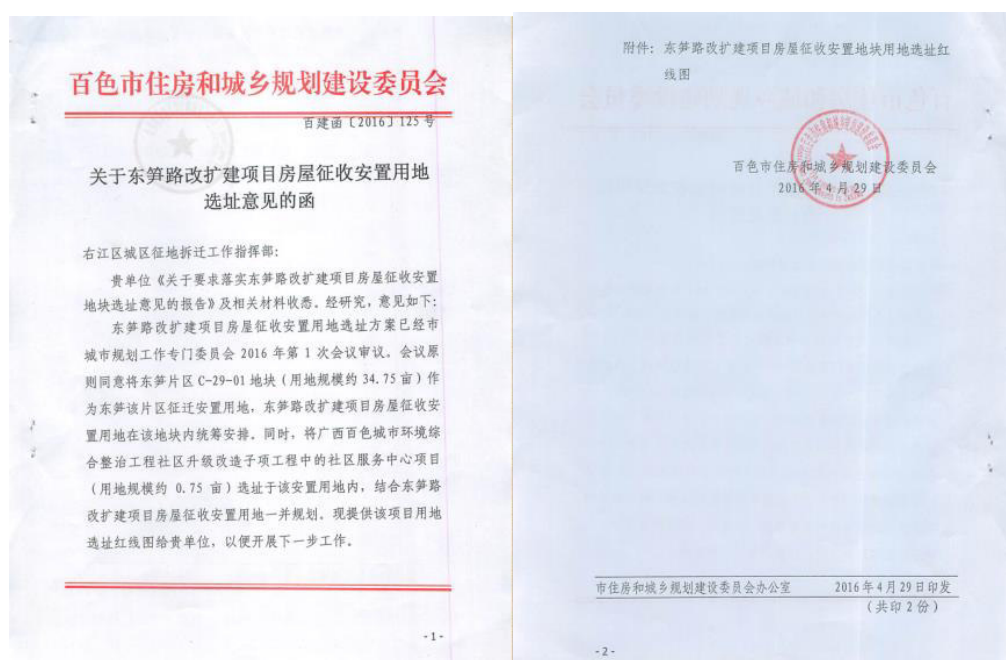 百色市住房和城乡规划建设委员会
百建函〔2016〕125号
关于东笋路改扩建项目房屋征收安置用地
选址意见的函
右江区城区征地拆迁工作指挥部：
贵单位《关于要求落实东笋路改扩建项目房屋征收安置
地块选址意见的报告》及相关材料收悉。经研究，意见如下：
东笋路改扩建项目房屋征收安置用地选址方案已经市
城市规划工作专门委员会 2016 年第 1 次会议审议。会议原
则同意将东笋片区 C-29-01 地块（用地规模约 34.75 亩）作
为东笋该片区征迁安置用地，东笋路改扩建项目房屋征收安
置用地在该地块内统筹安排。同时，将广西百色城市环境综
合整治工程社区升级改造子项工程中的社区服务中心项目
（用地规模约 0.75 亩）选址于该安置用地内，结合东笋路
改扩建项目房屋征收安置用地一并规划。现提供该项目用地
选址红线图给贵单位，以便开展下一步工作。
-1-
附件：东笋路改扩建项目房屋征收安置地块用地选址红
线图
百色市住房和城乡规划建设委员会
2016 年 4 月 29 日
市住房和城乡规划建设委员会办公室 2016年4月29日印发
（共印2份）
-2-